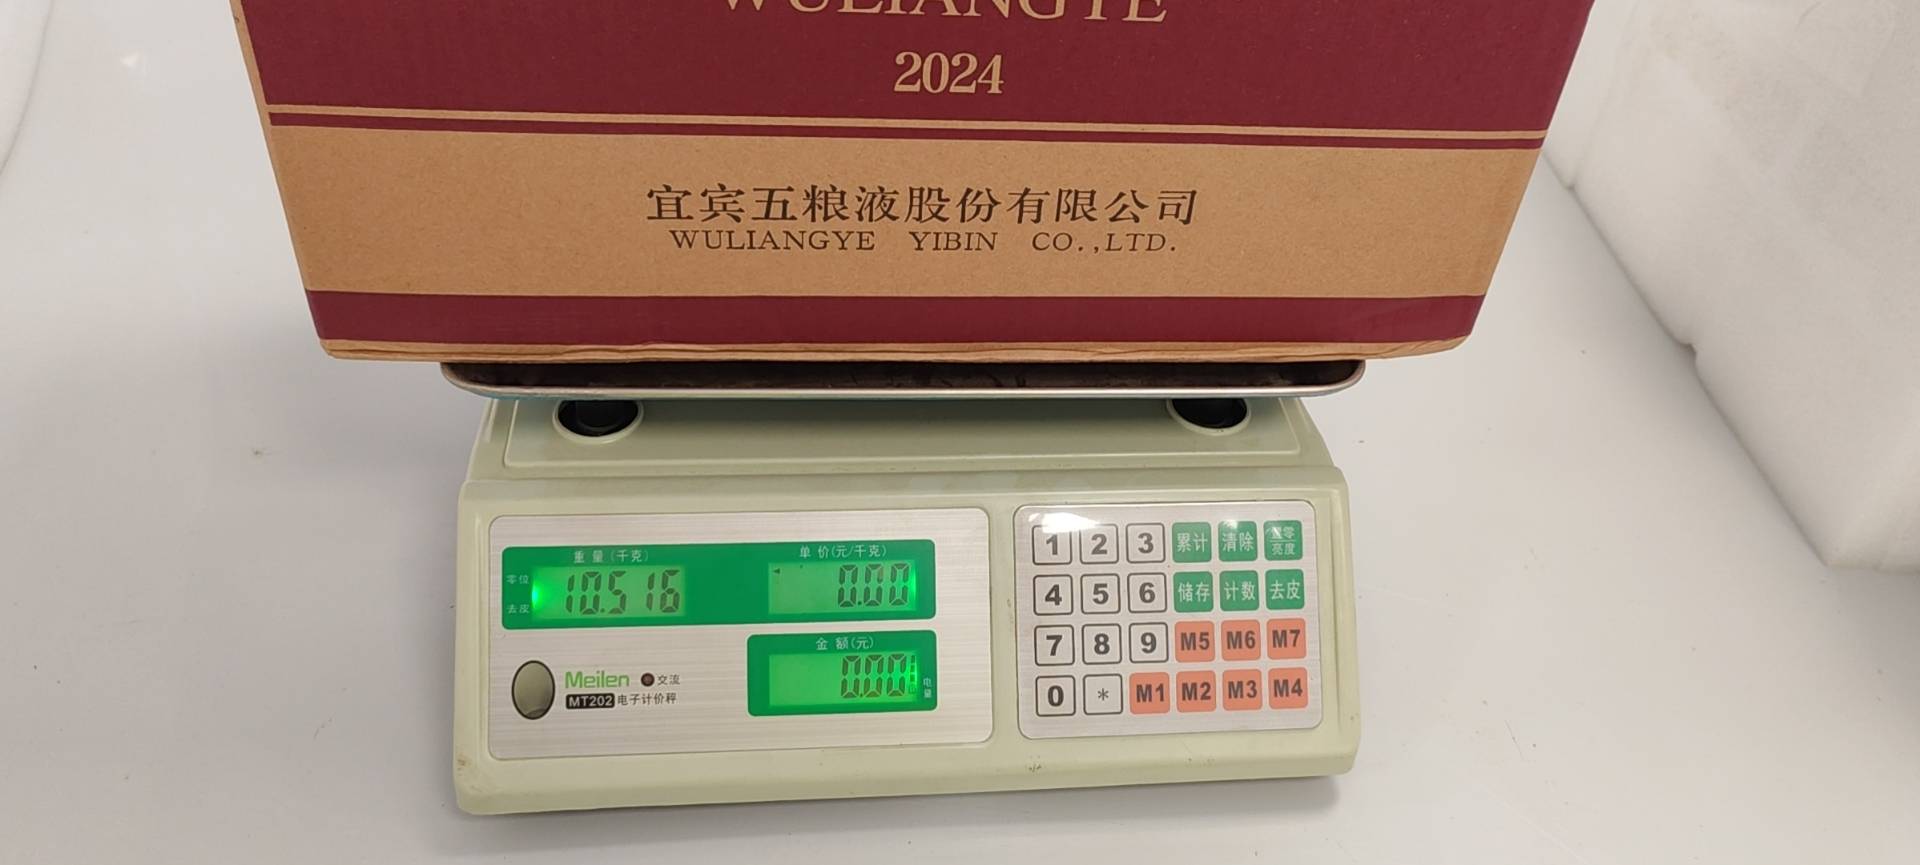 WULIANGYE
2024
宜宾五粮液股份有限公司
WULIANGYE YIBIN CO.,LTD.
重量(千克)
单价(元/千克)
零位
去皮
10.516
0.00
金额(元)
0.00
电量
Meilen 交流
MT202 电子计价秤
1 2 3 累计 清除 置零 亮度
4 5 6 储存 计数 去皮
7 8 9 M5 M6 M7
0 * M1 M2 M3 M4